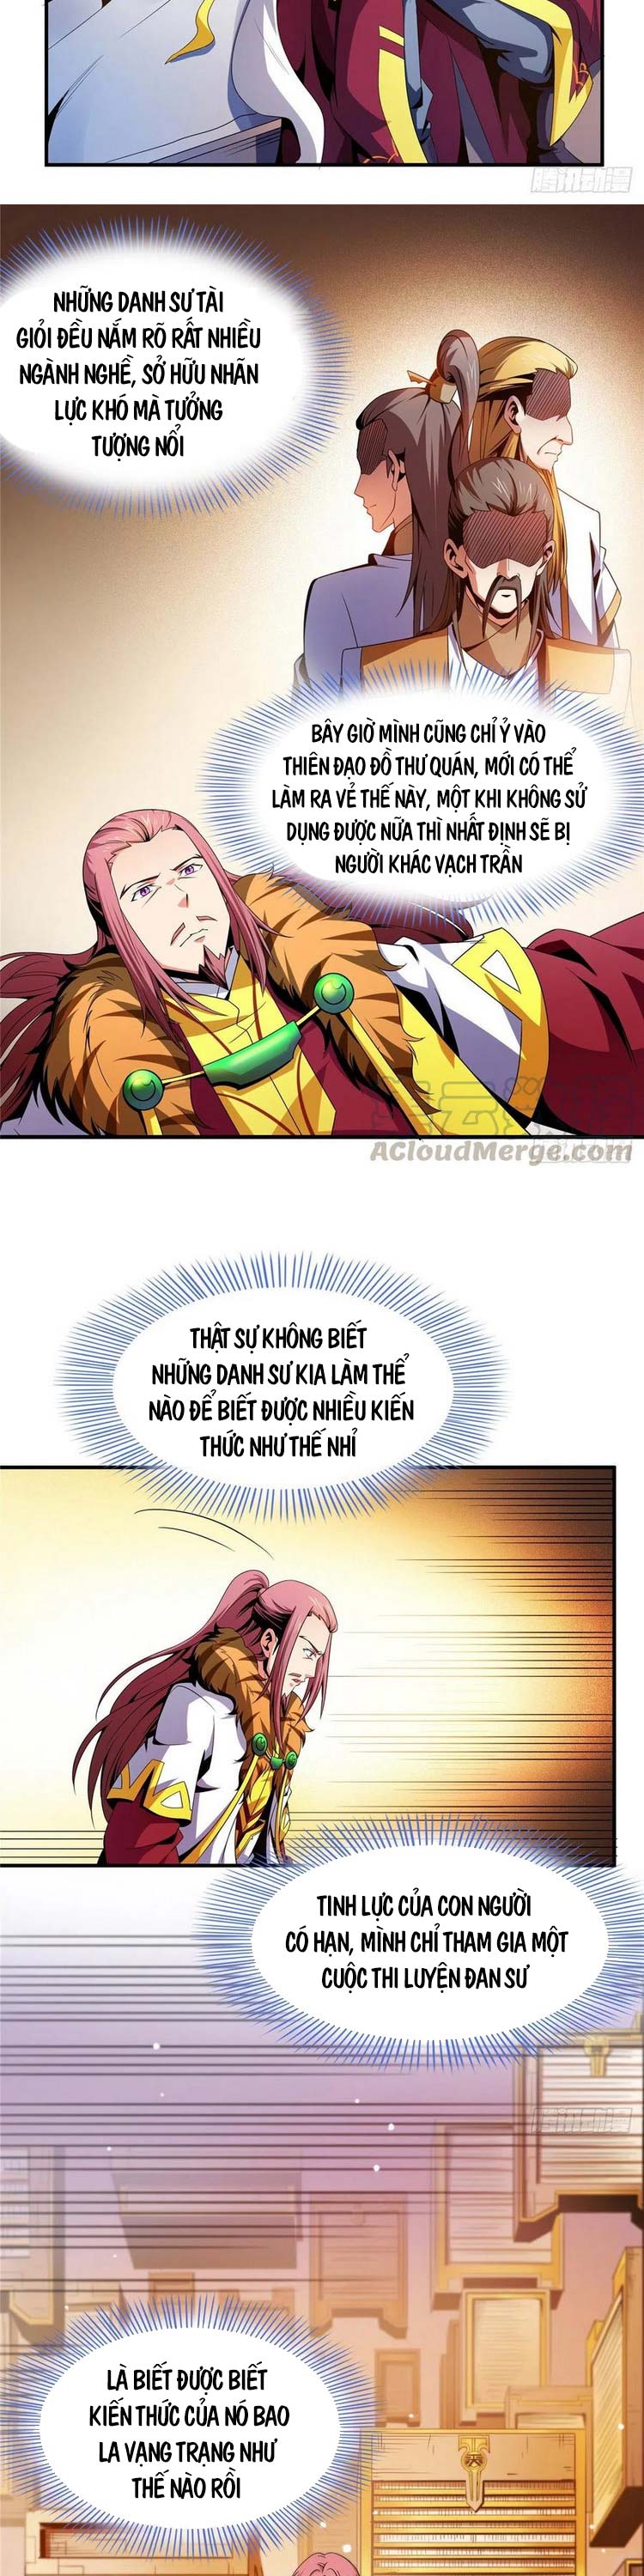 NHỮNG DANH SƯ TÀI
GIỎI ĐỀU NẮM RÕ RẤT NHIỀU
NGÀNH NGHỀ, SỞ HỮU NHÃN
LỰC KHÓ MÀ TƯỞNG
TƯỢNG NỔI
BÂY GIỜ MÌNH CŨNG CHỈ Ỷ VÀO
THIÊN ĐẠO ĐỒ THƯ QUÁN, MỚI CÓ THỂ
LÀM RA VẺ THẾ NÀY, MỘT KHI KHÔNG SỬ
DỤNG ĐƯỢC NỮA THÌ NHẤT ĐỊNH SẼ BỊ
NGƯỜI KHÁC VẠCH TRẦN
ACloudMerge.com
THẬT SỰ KHÔNG BIẾT
NHỮNG DANH SƯ KIA LÀM THẾ
NÀO ĐỂ BIẾT ĐƯỢC NHIỀU KIẾN
THỨC NHƯ THẾ NHỈ
TINH LỰC CỦA CON NGƯỜI
CÓ HẠN, MÌNH CHỈ THAM GIA MỘT
CUỘC THI LUYỆN ĐAN SƯ
LÀ BIẾT ĐƯỢC BIẾT
KIẾN THỨC CỦA NÓ BAO
LA VẠNG TRẠNG NHƯ
THẾ NÀO RỒI